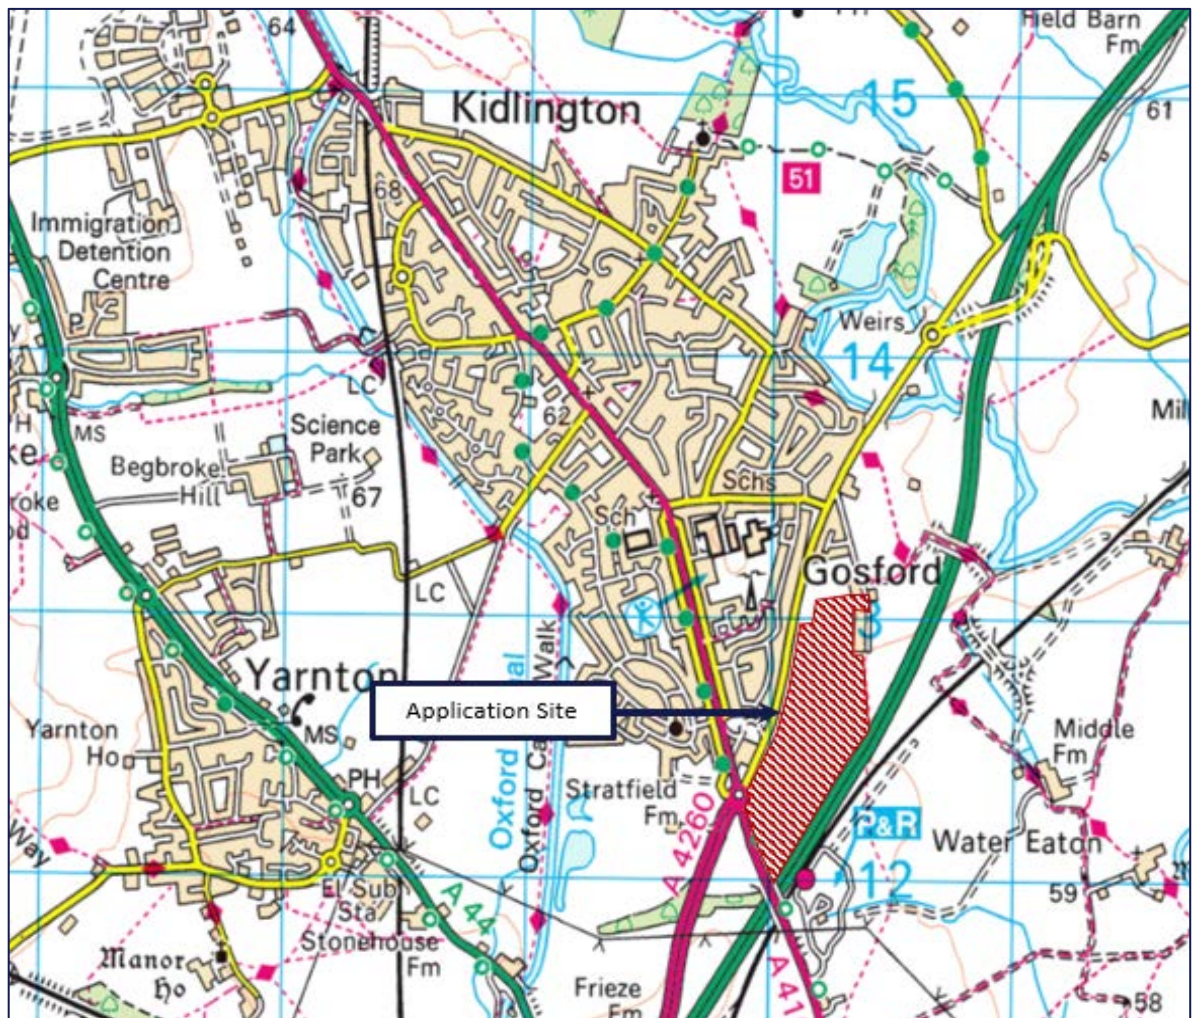 64
Field Barn
Fm
Kidlington
15
61
51
68
Immigration
Detention
Centre
P
Weirs
14
LC
MS
62
Science
Park
Mil
Begbroke
Hill
67
Schs
Sch
Gosford
LC
3
Walk
Yarnton
Application Site
MS
Yarnton
Ho
C
PH
LC
Oxford
Oxford Ca
Stratfield
Fm
A 4260
Middle
Fm
P&R
Water Eaton
12
59
Way
El Sub
Sta
A 44
Stonehouse
Fm
Manor
Ho
Frieze
Fm
A 41
58